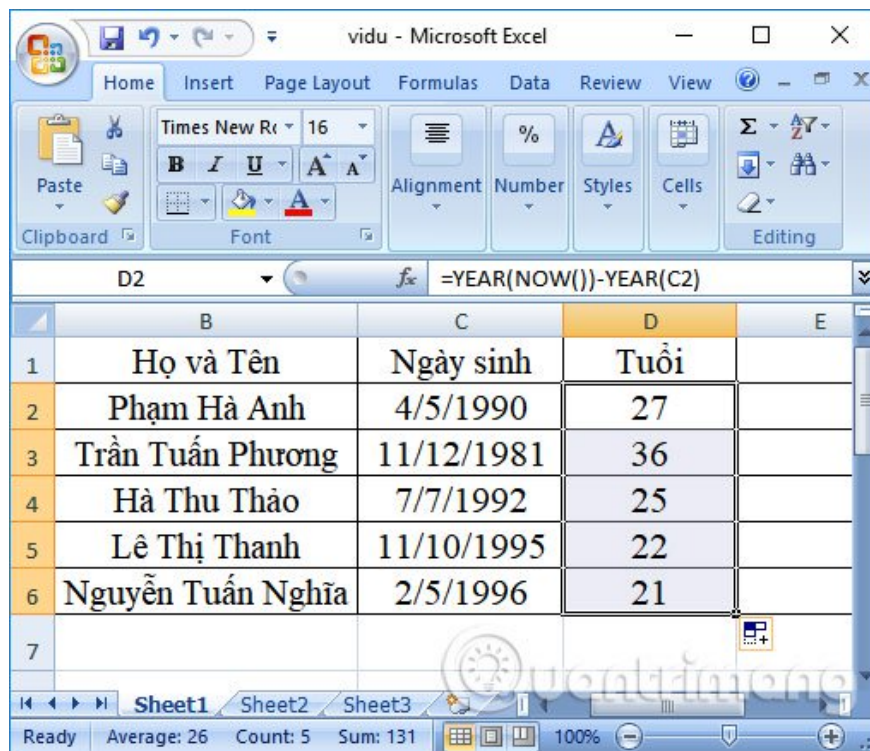 vidu - Microsoft Excel
Home Insert Page Layout Formulas Data Review View
Times New Ro 16
B I U A A
Paste
Alignment Number Styles Cells
Clipboard Font Editing
D2 fx =YEAR(NOW())-YEAR(C2)
B C D E
1 Họ và Tên Ngày sinh Tuổi
2 Phạm Hà Anh 4/5/1990 27
3 Trần Tuấn Phương 11/12/1981 36
4 Hà Thu Thảo 7/7/1992 25
5 Lê Thị Thanh 11/10/1995 22
6 Nguyễn Tuấn Nghĩa 2/5/1996 21
7
Quantrimang
Sheet1 Sheet2 Sheet3
Ready Average: 26 Count: 5 Sum: 131 100%